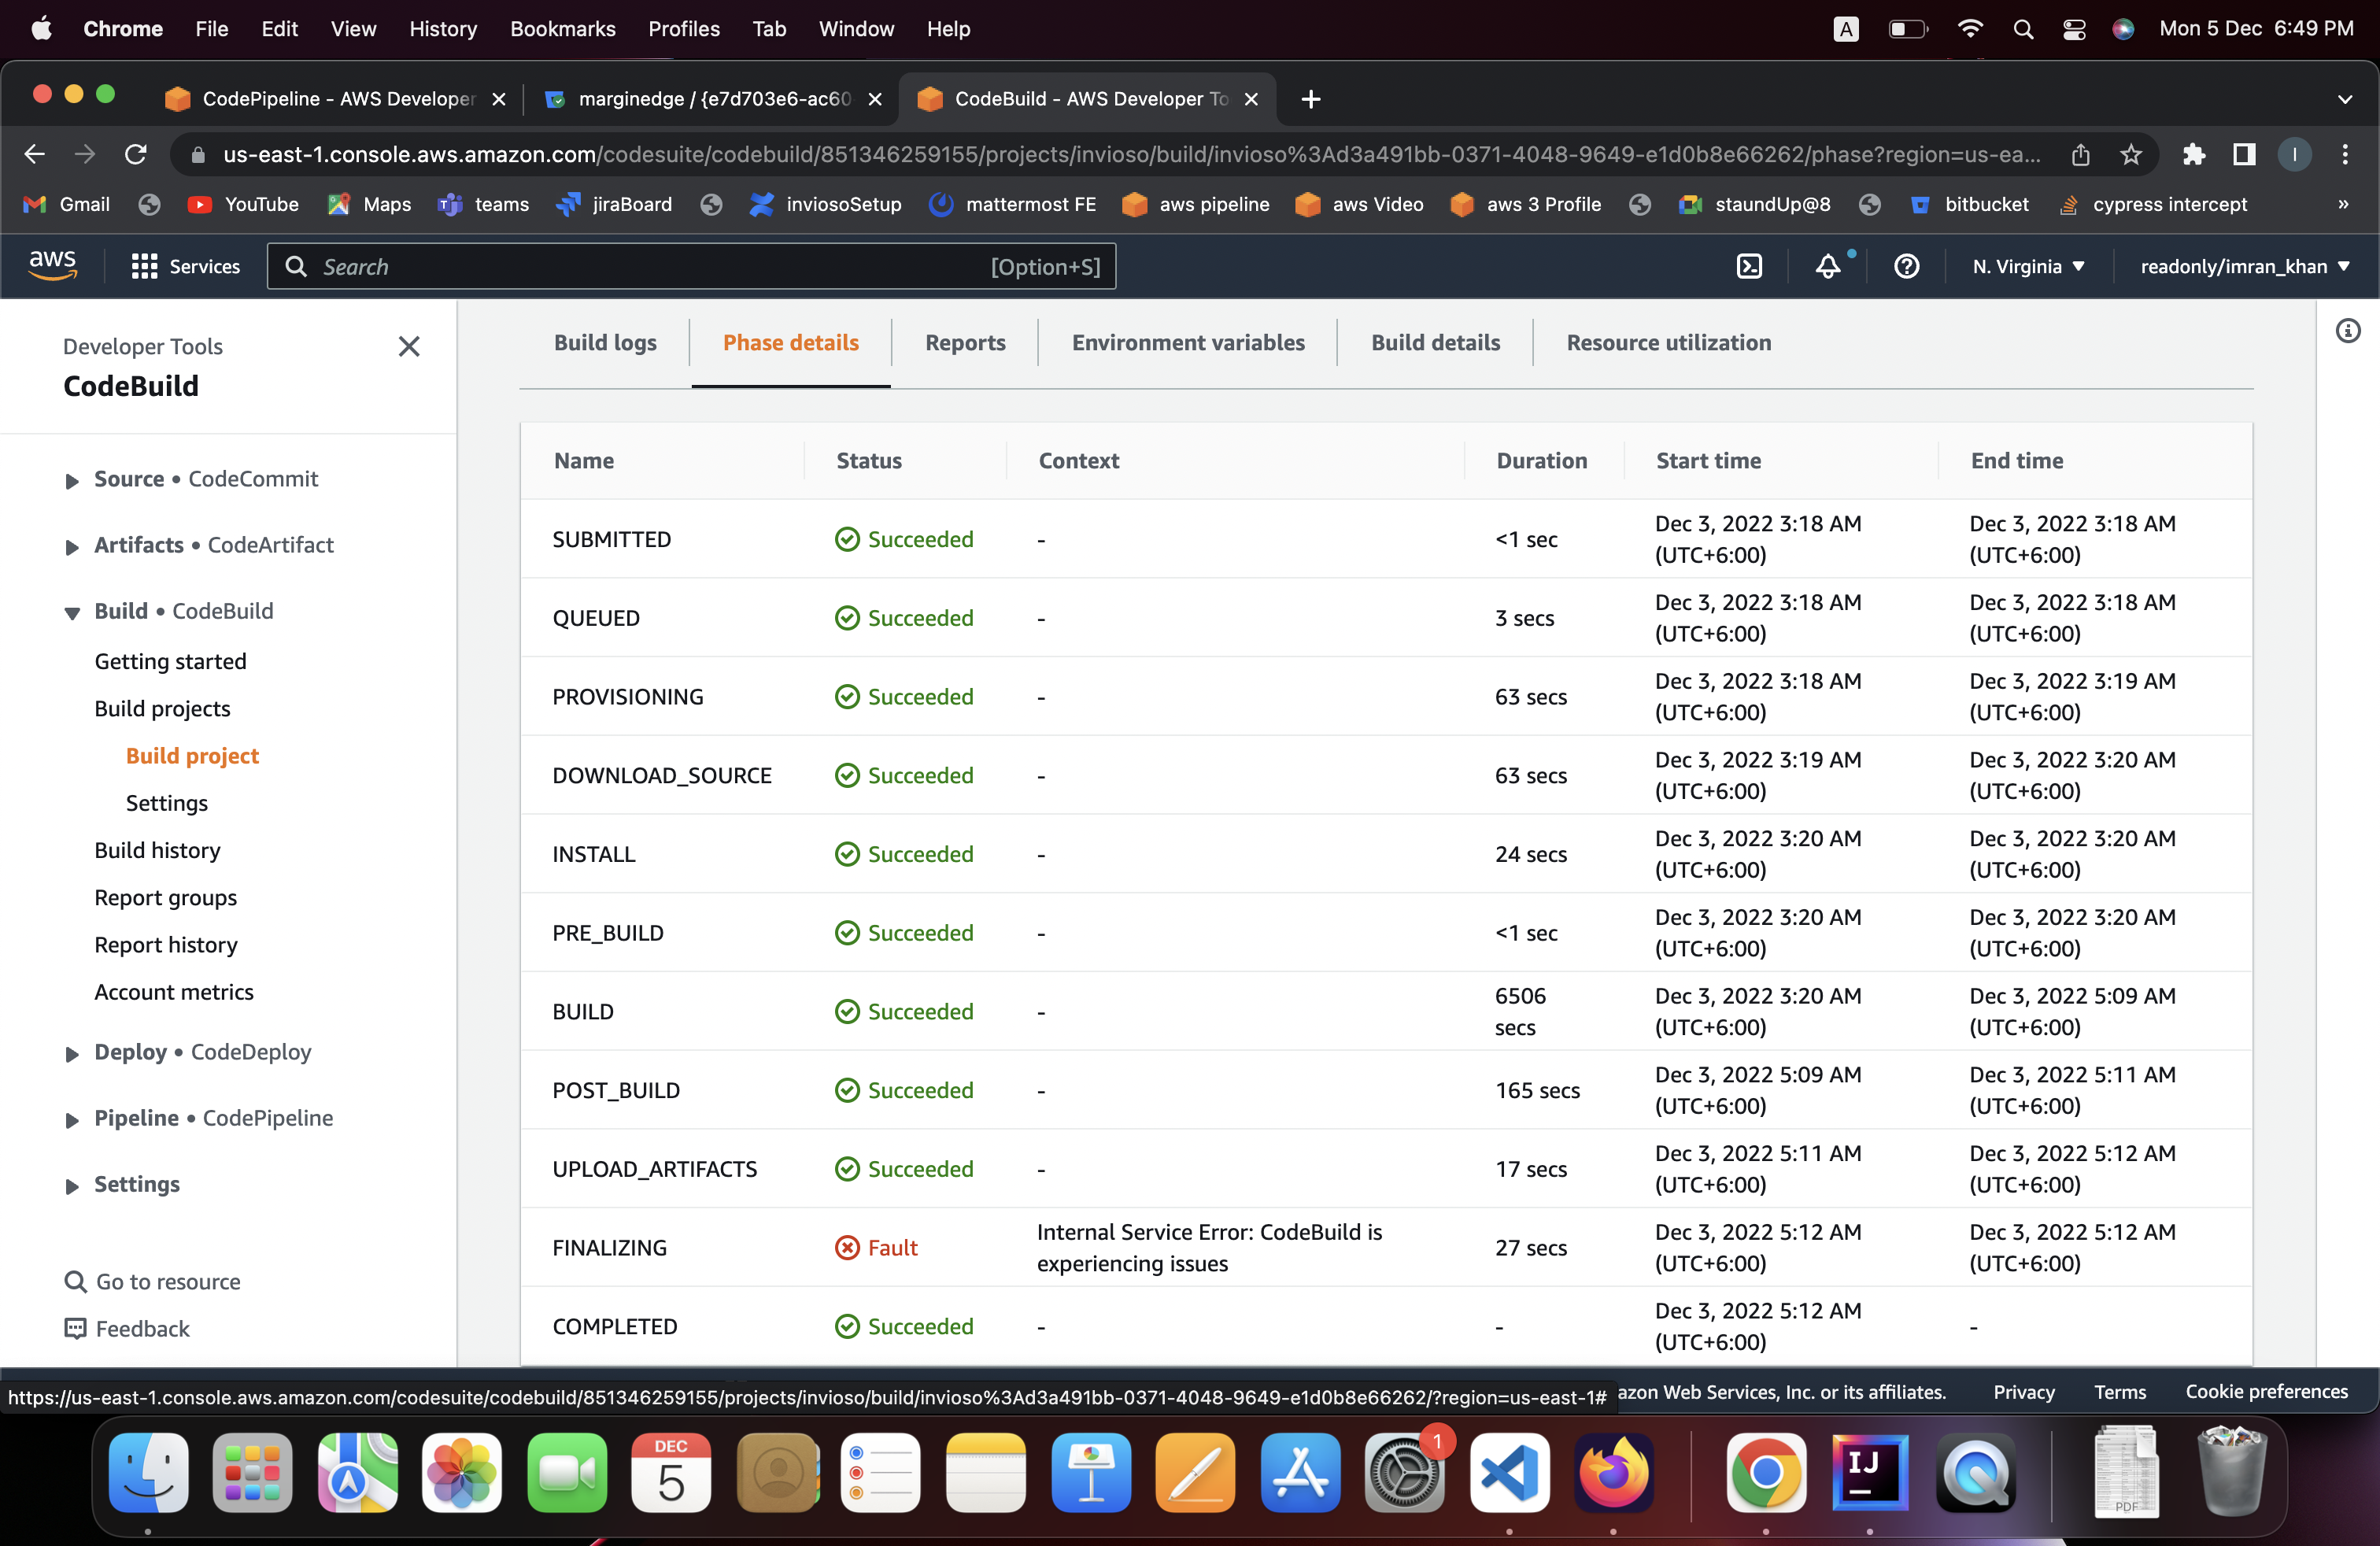 Chrome File Edit View History Bookmarks Profiles Tab Window Help A Mon 5 Dec 6:49 PM
CodePipeline - AWS Developer marginedge / {e7d703e6-ac60 CodeBuild - AWS Developer To
us-east-1.console.aws.amazon.com/codesuite/codebuild/851346259155/projects/invioso/build/invioso%3Ad3a491bb-0371-4048-9649-e1d0b8e66262/phase?region=us-ea... I
Gmail YouTube Maps teams jiraBoard inviosoSetup mattermost FE aws pipeline aws Video aws 3 Profile staundUp@8 bitbucket cypress intercept »
aws Services Search [Option+S] N. Virginia readonly/imran_khan
Developer Tools
CodeBuild
Source • CodeCommit
Artifacts • CodeArtifact
Build • CodeBuild
Getting started
Build projects
Build project
Settings
Build history
Report groups
Report history
Account metrics
Deploy • CodeDeploy
Pipeline • CodePipeline
Settings
Go to resource
Feedback
Build logs Phase details Reports Environment variables Build details Resource utilization
Name Status Context Duration Start time End time
SUBMITTED Succeeded - <1 sec Dec 3, 2022 3:18 AM Dec 3, 2022 3:18 AM
(UTC+6:00) (UTC+6:00)
QUEUED Succeeded - 3 secs Dec 3, 2022 3:18 AM Dec 3, 2022 3:18 AM
(UTC+6:00) (UTC+6:00)
PROVISIONING Succeeded - 63 secs Dec 3, 2022 3:18 AM Dec 3, 2022 3:19 AM
(UTC+6:00) (UTC+6:00)
DOWNLOAD_SOURCE Succeeded - 63 secs Dec 3, 2022 3:19 AM Dec 3, 2022 3:20 AM
(UTC+6:00) (UTC+6:00)
INSTALL Succeeded - 24 secs Dec 3, 2022 3:20 AM Dec 3, 2022 3:20 AM
(UTC+6:00) (UTC+6:00)
PRE_BUILD Succeeded - <1 sec Dec 3, 2022 3:20 AM Dec 3, 2022 3:20 AM
(UTC+6:00) (UTC+6:00)
BUILD Succeeded - 6506 secs Dec 3, 2022 3:20 AM Dec 3, 2022 5:09 AM
(UTC+6:00) (UTC+6:00)
POST_BUILD Succeeded - 165 secs Dec 3, 2022 5:09 AM Dec 3, 2022 5:11 AM
(UTC+6:00) (UTC+6:00)
UPLOAD_ARTIFACTS Succeeded - 17 secs Dec 3, 2022 5:11 AM Dec 3, 2022 5:12 AM
(UTC+6:00) (UTC+6:00)
FINALIZING Fault Internal Service Error: CodeBuild is 27 secs Dec 3, 2022 5:12 AM Dec 3, 2022 5:12 AM
experiencing issues (UTC+6:00) (UTC+6:00)
COMPLETED Succeeded - - Dec 3, 2022 5:12 AM -
(UTC+6:00)
https://us-east-1.console.aws.amazon.com/codesuite/codebuild/851346259155/projects/invioso/build/invioso%3Ad3a491bb-0371-4048-9649-e1d0b8e66262/?region=us-east-1# azon Web Services, Inc. or its affiliates. Privacy Terms Cookie preferences
DEC
5
1
IJ
PDF